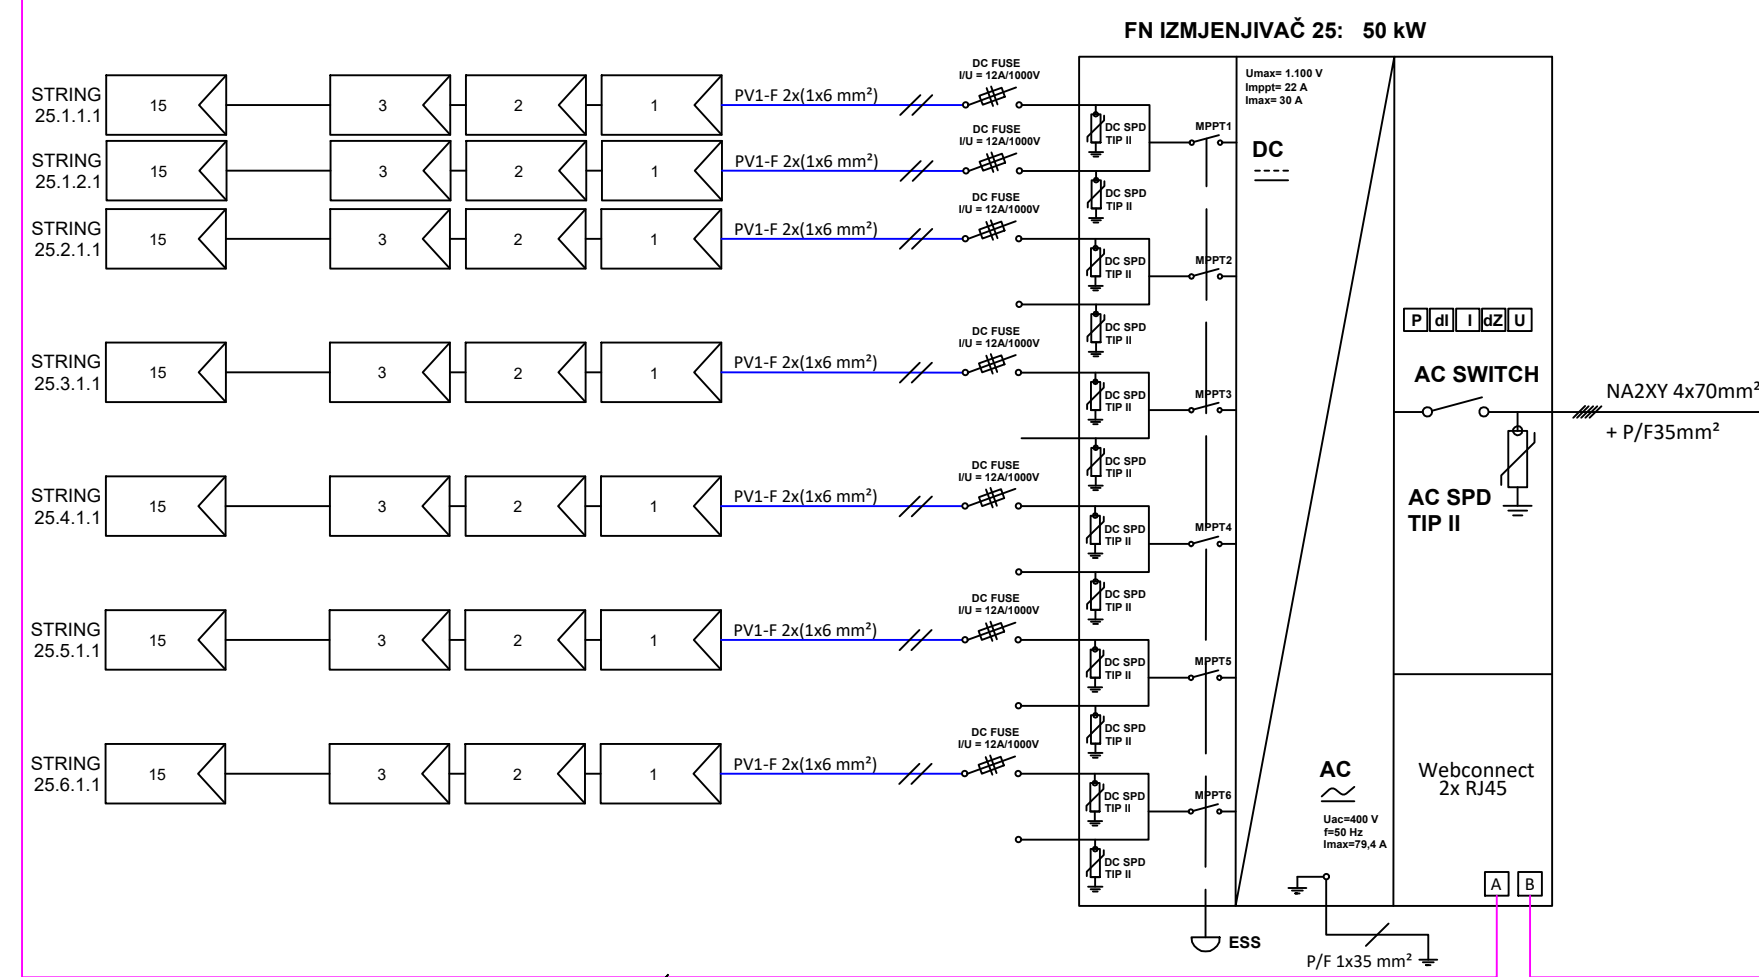 FN IZMJENJIVAČ 25: 50 kW
STRING
25.1.1.1
15
3
2
1
PV1-F 2x(1x6 mm²)
DC FUSE
I/U = 12A/1000V
DC SPD
TIP II
MPPT1
STRING
25.1.2.1
15
3
2
1
PV1-F 2x(1x6 mm²)
DC FUSE
I/U = 12A/1000V
DC SPD
TIP II
STRING
25.2.1.1
15
3
2
1
PV1-F 2x(1x6 mm²)
DC FUSE
I/U = 12A/1000V
DC SPD
TIP II
MPPT2
DC SPD
TIP II
STRING
25.3.1.1
15
3
2
1
PV1-F 2x(1x6 mm²)
DC FUSE
I/U = 12A/1000V
DC SPD
TIP II
MPPT3
DC SPD
TIP II
STRING
25.4.1.1
15
3
2
1
PV1-F 2x(1x6 mm²)
DC FUSE
I/U = 12A/1000V
DC SPD
TIP II
MPPT4
DC SPD
TIP II
STRING
25.5.1.1
15
3
2
1
PV1-F 2x(1x6 mm²)
DC FUSE
I/U = 12A/1000V
DC SPD
TIP II
MPPT5
DC SPD
TIP II
STRING
25.6.1.1
15
3
2
1
PV1-F 2x(1x6 mm²)
DC FUSE
I/U = 12A/1000V
DC SPD
TIP II
MPPT6
DC SPD
TIP II
Umax= 1.100 V
Imppt= 22 A
Imax= 30 A
DC
P dI I dZ U
AC SWITCH
NA2XY 4x70mm²
+ P/F35mm²
AC SPD
TIP II
AC
Uac=400 V
f=50 Hz
Imax=79,4 A
Webconnect
2x RJ45
A B
ESS
P/F 1x35 mm²